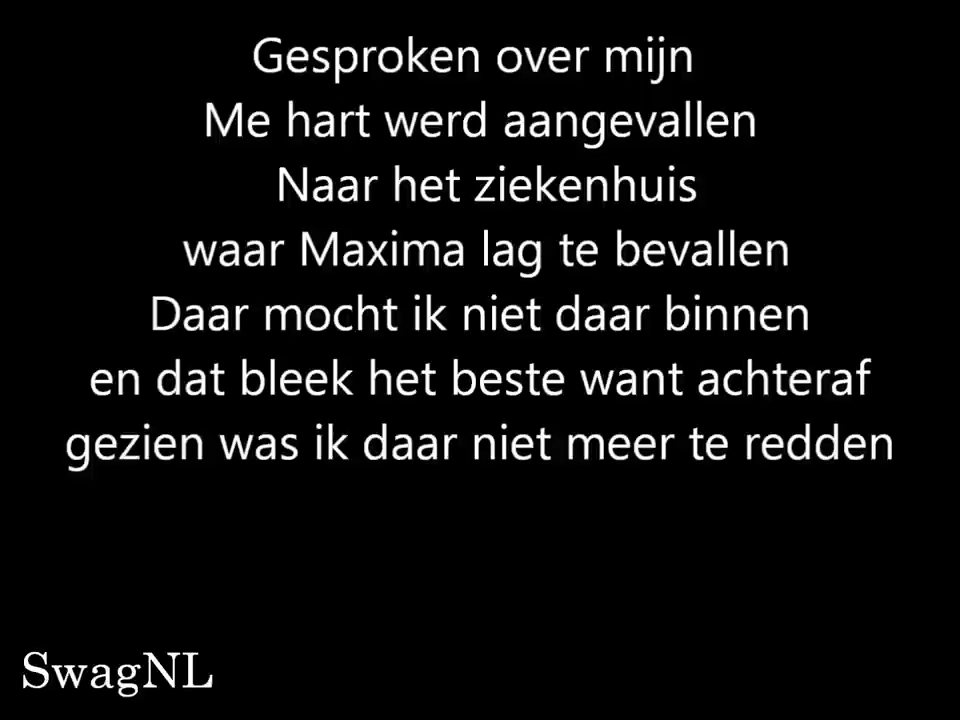 Gesproken over mijn
Me hart werd aangevallen
Naar het ziekenhuis
waar Maxima lag te bevallen
Daar mocht ik niet daar binnen
en dat bleek het beste want achteraf
gezien was ik daar niet meer te redden
SwagNL